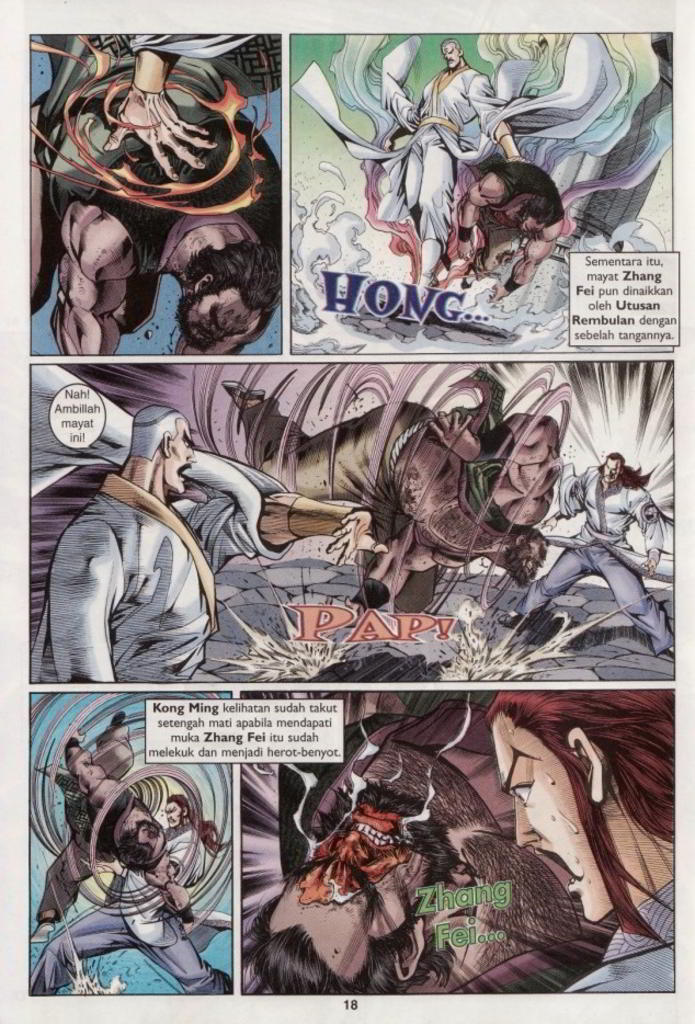 HONG...
Sementara itu,
mayat Zhang
Fei pun dinaikkan
oleh Utusan
Rembulan dengan
sebelah tangannya.
Nah!
Ambillah
mayat
ini!
PAP!
Kong Ming kelihatan sudah takut
setengah mati apabila mendapati
muka Zhang Fei itu sudah
melekuk dan menjadi herot-benyot.
Zhang
Fei...
18